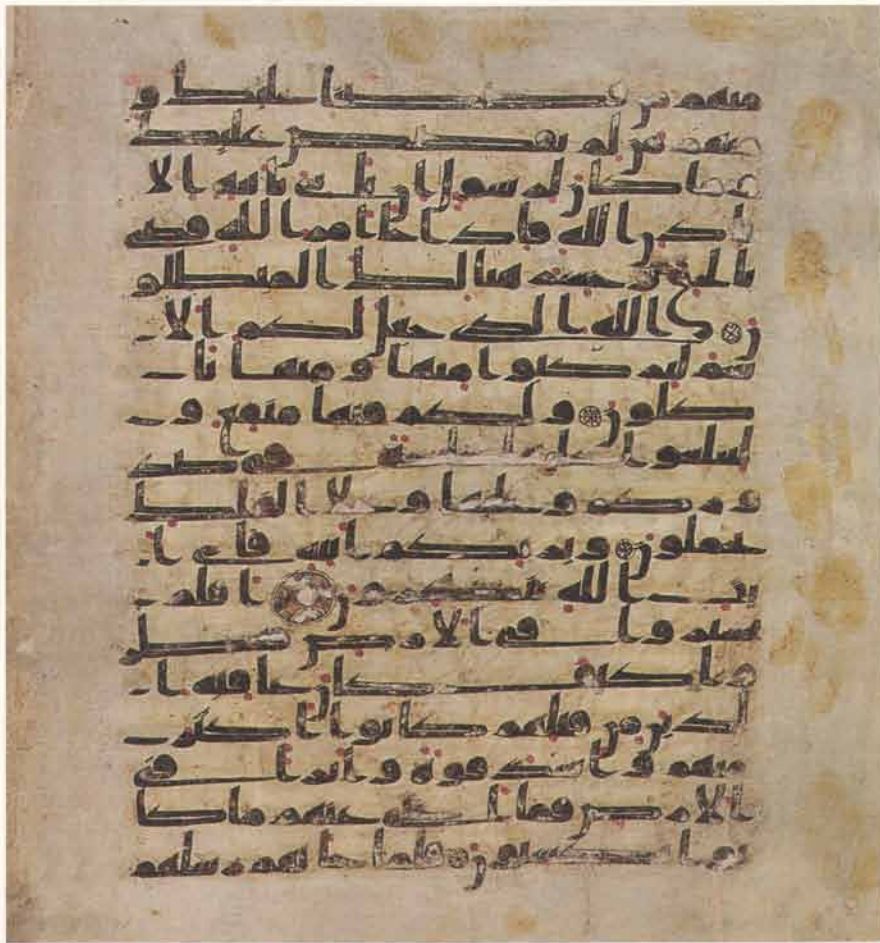 منهم من قصصنا عليك و
منهم من لم نقصص عليك
وما كان لرسول ان ياتي باية الا
باذن الله فاذا جا امر الله قضي
بالحق وخسر هنالك المبطلو
ن الله الذي جعل لكم الا
نعم لتركبوا منها ومنها تا
كلون ولكم فيها منفع و
لتبلغوا عليها حاجة في صد
وركم وعليها وعلى الفلك
تحملون ويريكم ايته فاي ا
يت الله تنكرون افلم
يسيروا في الارض فينظر
وا كيف كان عقبة ا
لذين من قبلهم كانوا اكثر
منهم واشد قوة واثارا في
الارض فما اغنى عنهم ما كا
نوا يكسبون فلما جاتهم رسلهم